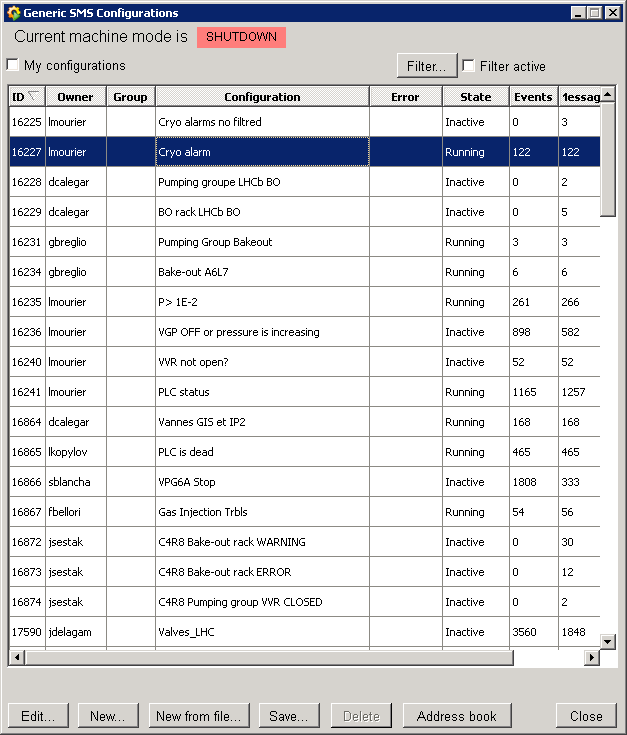 Generic SMS Configurations
Current machine mode is SHUTDOWN
My configurations Filter... Filter active
ID Owner Group Configuration Error State Events Messag
16225 lmourier Cryo alarms no filtred Inactive 0 3
16227 lmourier Cryo alarm Running 122 122
16228 dcalegar Pumping groupe LHCb BO Inactive 0 2
16229 dcalegar BO rack LHCb BO Inactive 0 5
16231 gbreglio Pumping Group Bakeout Running 3 3
16234 gbreglio Bake-out A6L7 Running 6 6
16235 lmourier P> 1E-2 Running 261 266
16236 lmourier VGP OFF or pressure is increasing Inactive 898 582
16240 lmourier VVR not open? Inactive 52 52
16241 lmourier PLC status Running 1165 1257
16864 dcalegar Vannes GIS et IP2 Running 168 168
16865 lkopylov PLC is dead Running 465 465
16866 sblancha VPG6A Stop Inactive 1808 333
16867 fbellori Gas Injection Trbls Running 54 56
16872 jsestak C4R8 Bake-out rack WARNING Inactive 0 30
16873 jsestak C4R8 Bake-out rack ERROR Inactive 0 12
16874 jsestak C4R8 Pumping group VVR CLOSED Inactive 0 2
17590 jdelagam Valves_LHC Inactive 3560 1848
Edit... New... New from file... Save... Delete Address book Close